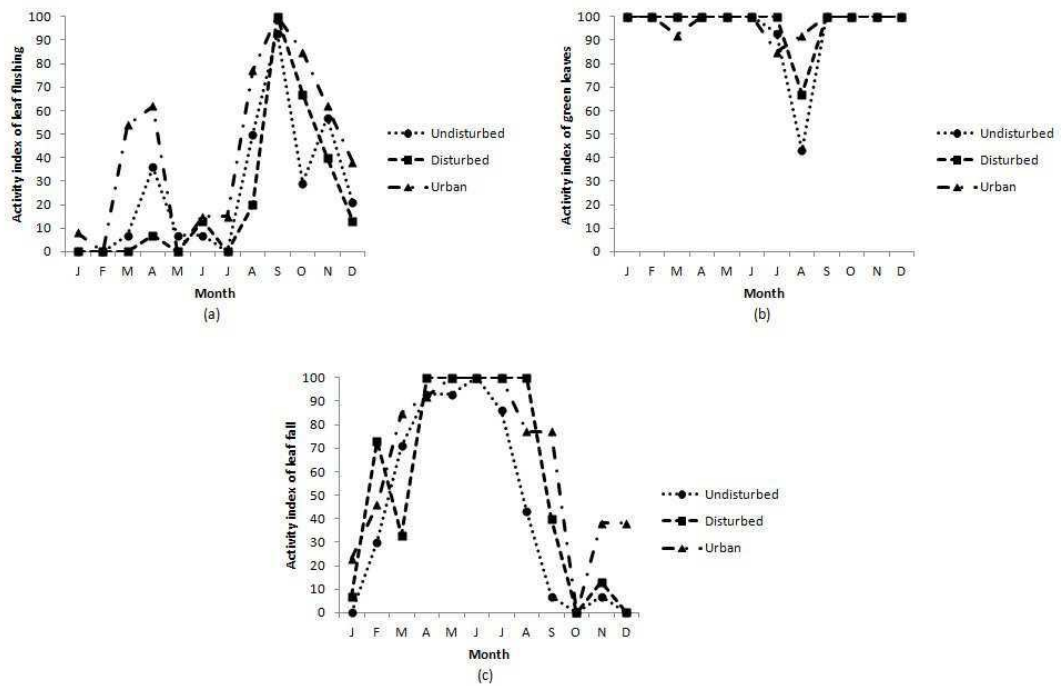 Activity index of leaf flushing
100
90
80
70
60
50
40
30
20
10
0
J F M A M J J A S O N D
Month
(a)
Undisturbed
Disturbed
Urban
Activity index of green leaves
100
90
80
70
60
50
40
30
20
10
0
J F M A M J J A S O N D
Month
(b)
Undisturbed
Disturbed
Urban
Activity index of leaf fall
100
90
80
70
60
50
40
30
20
10
0
J F M A M J J A S O N D
Month
(c)
Undisturbed
Disturbed
Urban